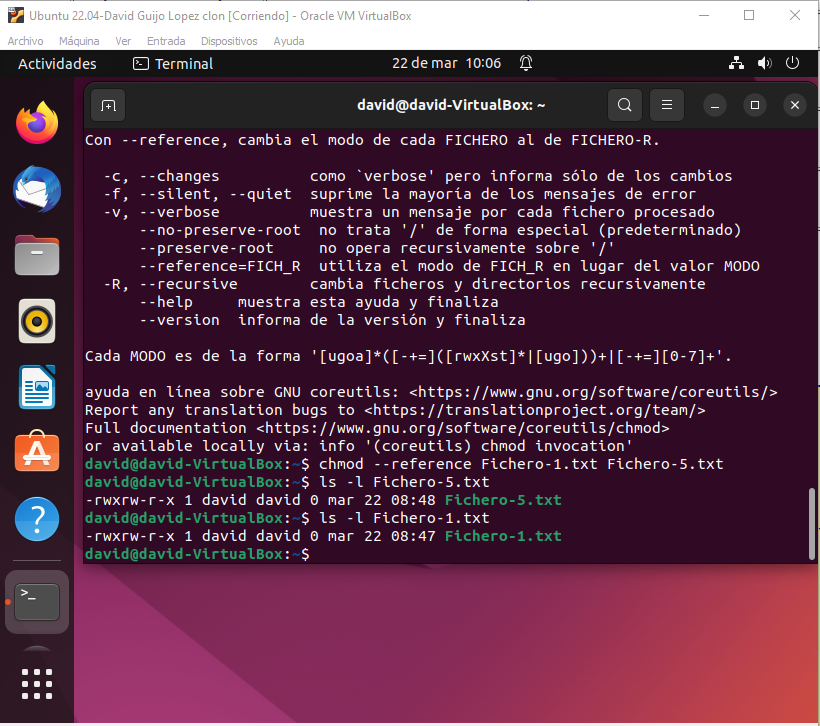 Ubuntu 22.04-David Guijo Lopez clon [Corriendo] - Oracle VM VirtualBox
Archivo Máquina Ver Entrada Dispositivos Ayuda
Actividades Terminal 22 de mar 10:06
david@david-VirtualBox: ~
Con --reference, cambia el modo de cada FICHERO al de FICHERO-R.
  -c, --changes          como `verbose' pero informa sólo de los cambios
  -f, --silent, --quiet  suprime la mayoría de los mensajes de error
  -v, --verbose          muestra un mensaje por cada fichero procesado
      --no-preserve-root  no trata '/' de forma especial (predeterminado)
      --preserve-root     no opera recursivamente sobre '/'
      --reference=FICH_R  utiliza el modo de FICH_R en lugar del valor MODO
  -R, --recursive        cambia ficheros y directorios recursivamente
      --help     muestra esta ayuda y finaliza
      --version  informa de la versión y finaliza
Cada MODO es de la forma '[ugoa]*([-+=]([rwxXst]*|[ugo]))+|[-+=][0-7]+'.
ayuda en línea sobre GNU coreutils: <https://www.gnu.org/software/coreutils/>
Report any translation bugs to <https://translationproject.org/team/>
Full documentation <https://www.gnu.org/software/coreutils/chmod>
or available locally via: info '(coreutils) chmod invocation'
david@david-VirtualBox:~$ chmod --reference Fichero-1.txt Fichero-5.txt
david@david-VirtualBox:~$ ls -l Fichero-5.txt
-rwxrw-r-x 1 david david 0 mar 22 08:48 Fichero-5.txt
david@david-VirtualBox:~$ ls -l Fichero-1.txt
-rwxrw-r-x 1 david david 0 mar 22 08:47 Fichero-1.txt
david@david-VirtualBox:~$